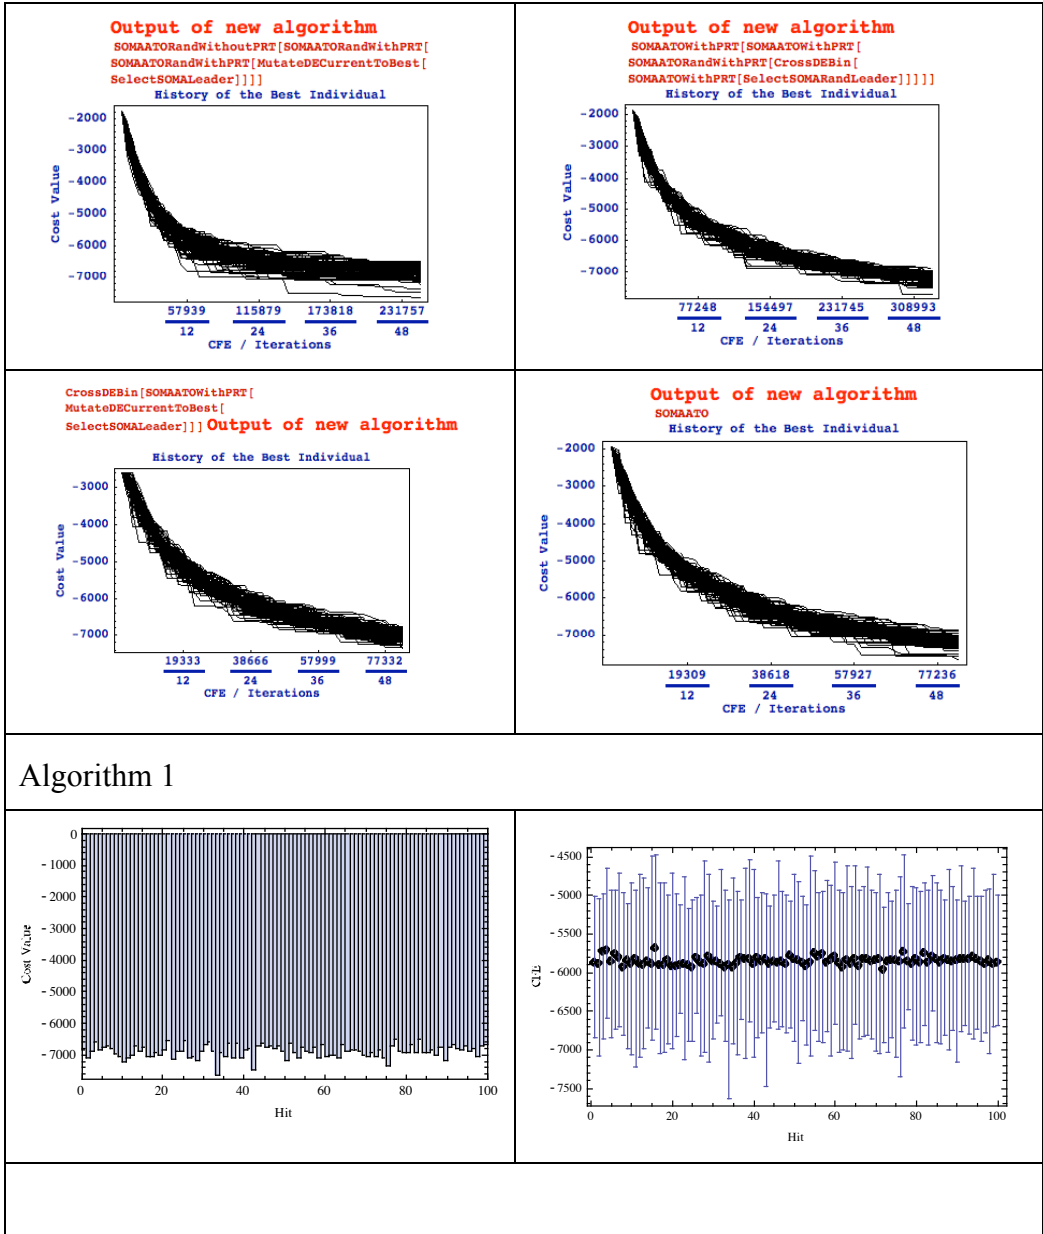 Output of new algorithm
SOMAATORandWithoutPRT[SOMAATORandWithPRT[
SOMAATORandWithPRT[MutateDECurrentToBest[
SelectSOMALeader]]]]
History of the Best Individual
-2000
-3000
-4000
-5000
-6000
-7000
Cost Value
57939 115879 173818 231757
12 24 36 48
CFE / Iterations
Output of new algorithm
SOMAATOWithPRT[SOMAATOWithPRT[
SOMAATORandWithPRT[CrossDEBin[
SOMAATOWithPRT[SelectSOMARandLeader]]]]]
History of the Best Individual
-2000
-3000
-4000
-5000
-6000
-7000
Cost Value
77248 154497 231745 308993
12 24 36 48
CFE / Iterations
CrossDEBin[SOMAATOWithPRT[
MutateDECurrentToBest[
SelectSOMALeader]]] Output of new algorithm
History of the Best Individual
-3000
-4000
-5000
-6000
-7000
Cost Value
19333 38666 57999 77332
12 24 36 48
CFE / Iterations
Output of new algorithm
SOMAATO
History of the Best Individual
-2000
-3000
-4000
-5000
-6000
-7000
Cost Value
19309 38618 57927 77236
12 24 36 48
CFE / Iterations
Algorithm 1
0
-1000
-2000
-3000
-4000
-5000
-6000
-7000
Cost Value
0 20 40 60 80 100
Hit
-4500
-5000
-5500
-6000
-6500
-7000
-7500
CFE
0 20 40 60 80 100
Hit